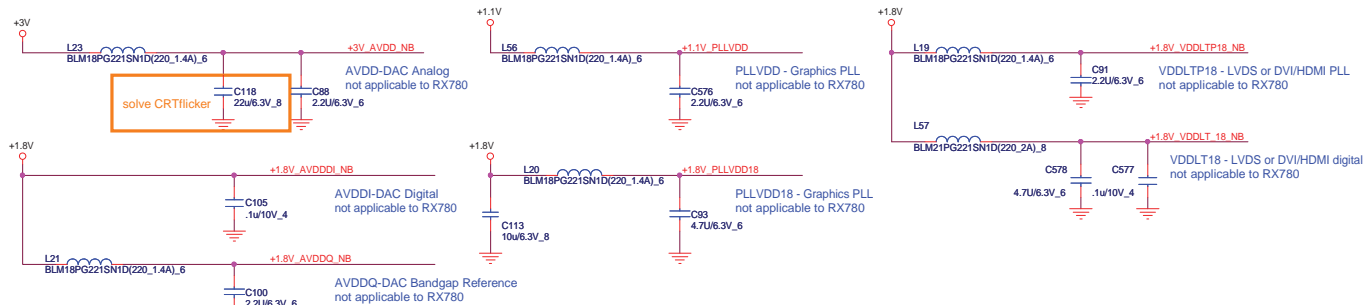 +3V
L23
BLM18PG221SN1D(220_1.4A)_6
+3V_AVDD_NB
AVDD-DAC Analog
not applicable to RX780
solve CRTflicker
C118
22u/6.3V_8
C88
2.2U/6.3V_6
+1.1V
L56
BLM18PG221SN1D(220_1.4A)_6
+1.1V_PLLVDD
PLLVDD - Graphics PLL
not applicable to RX780
C576
2.2U/6.3V_6
+1.8V
L19
BLM18PG221SN1D(220_1.4A)_6
+1.8V_VDDLTP18_NB
C91
2.2U/6.3V_6
VDDLTP18 - LVDS or DVI/HDMI PLL
not applicable to RX780
L57
BLM21PG221SN1D(220_2A)_8
+1.8V_VDDLT_18_NB
C578
4.7U/6.3V_6
C577
.1u/10V_4
VDDLT18 - LVDS or DVI/HDMI digital
not applicable to RX780
+1.8V
+1.8V_AVDDDI_NB
C105
.1u/10V_4
AVDDI-DAC Digital
not applicable to RX780
L21
BLM18PG221SN1D(220_1.4A)_6
+1.8V_AVDDQ_NB
C100
2.2U/6.3V_6
AVDDQ-DAC Bandgap Reference
not applicable to RX780
+1.8V
L20
BLM18PG221SN1D(220_1.4A)_6
+1.8V_PLLVDD18
C113
10u/6.3V_8
C93
4.7U/6.3V_6
PLLVDD18 - Graphics PLL
not applicable to RX780